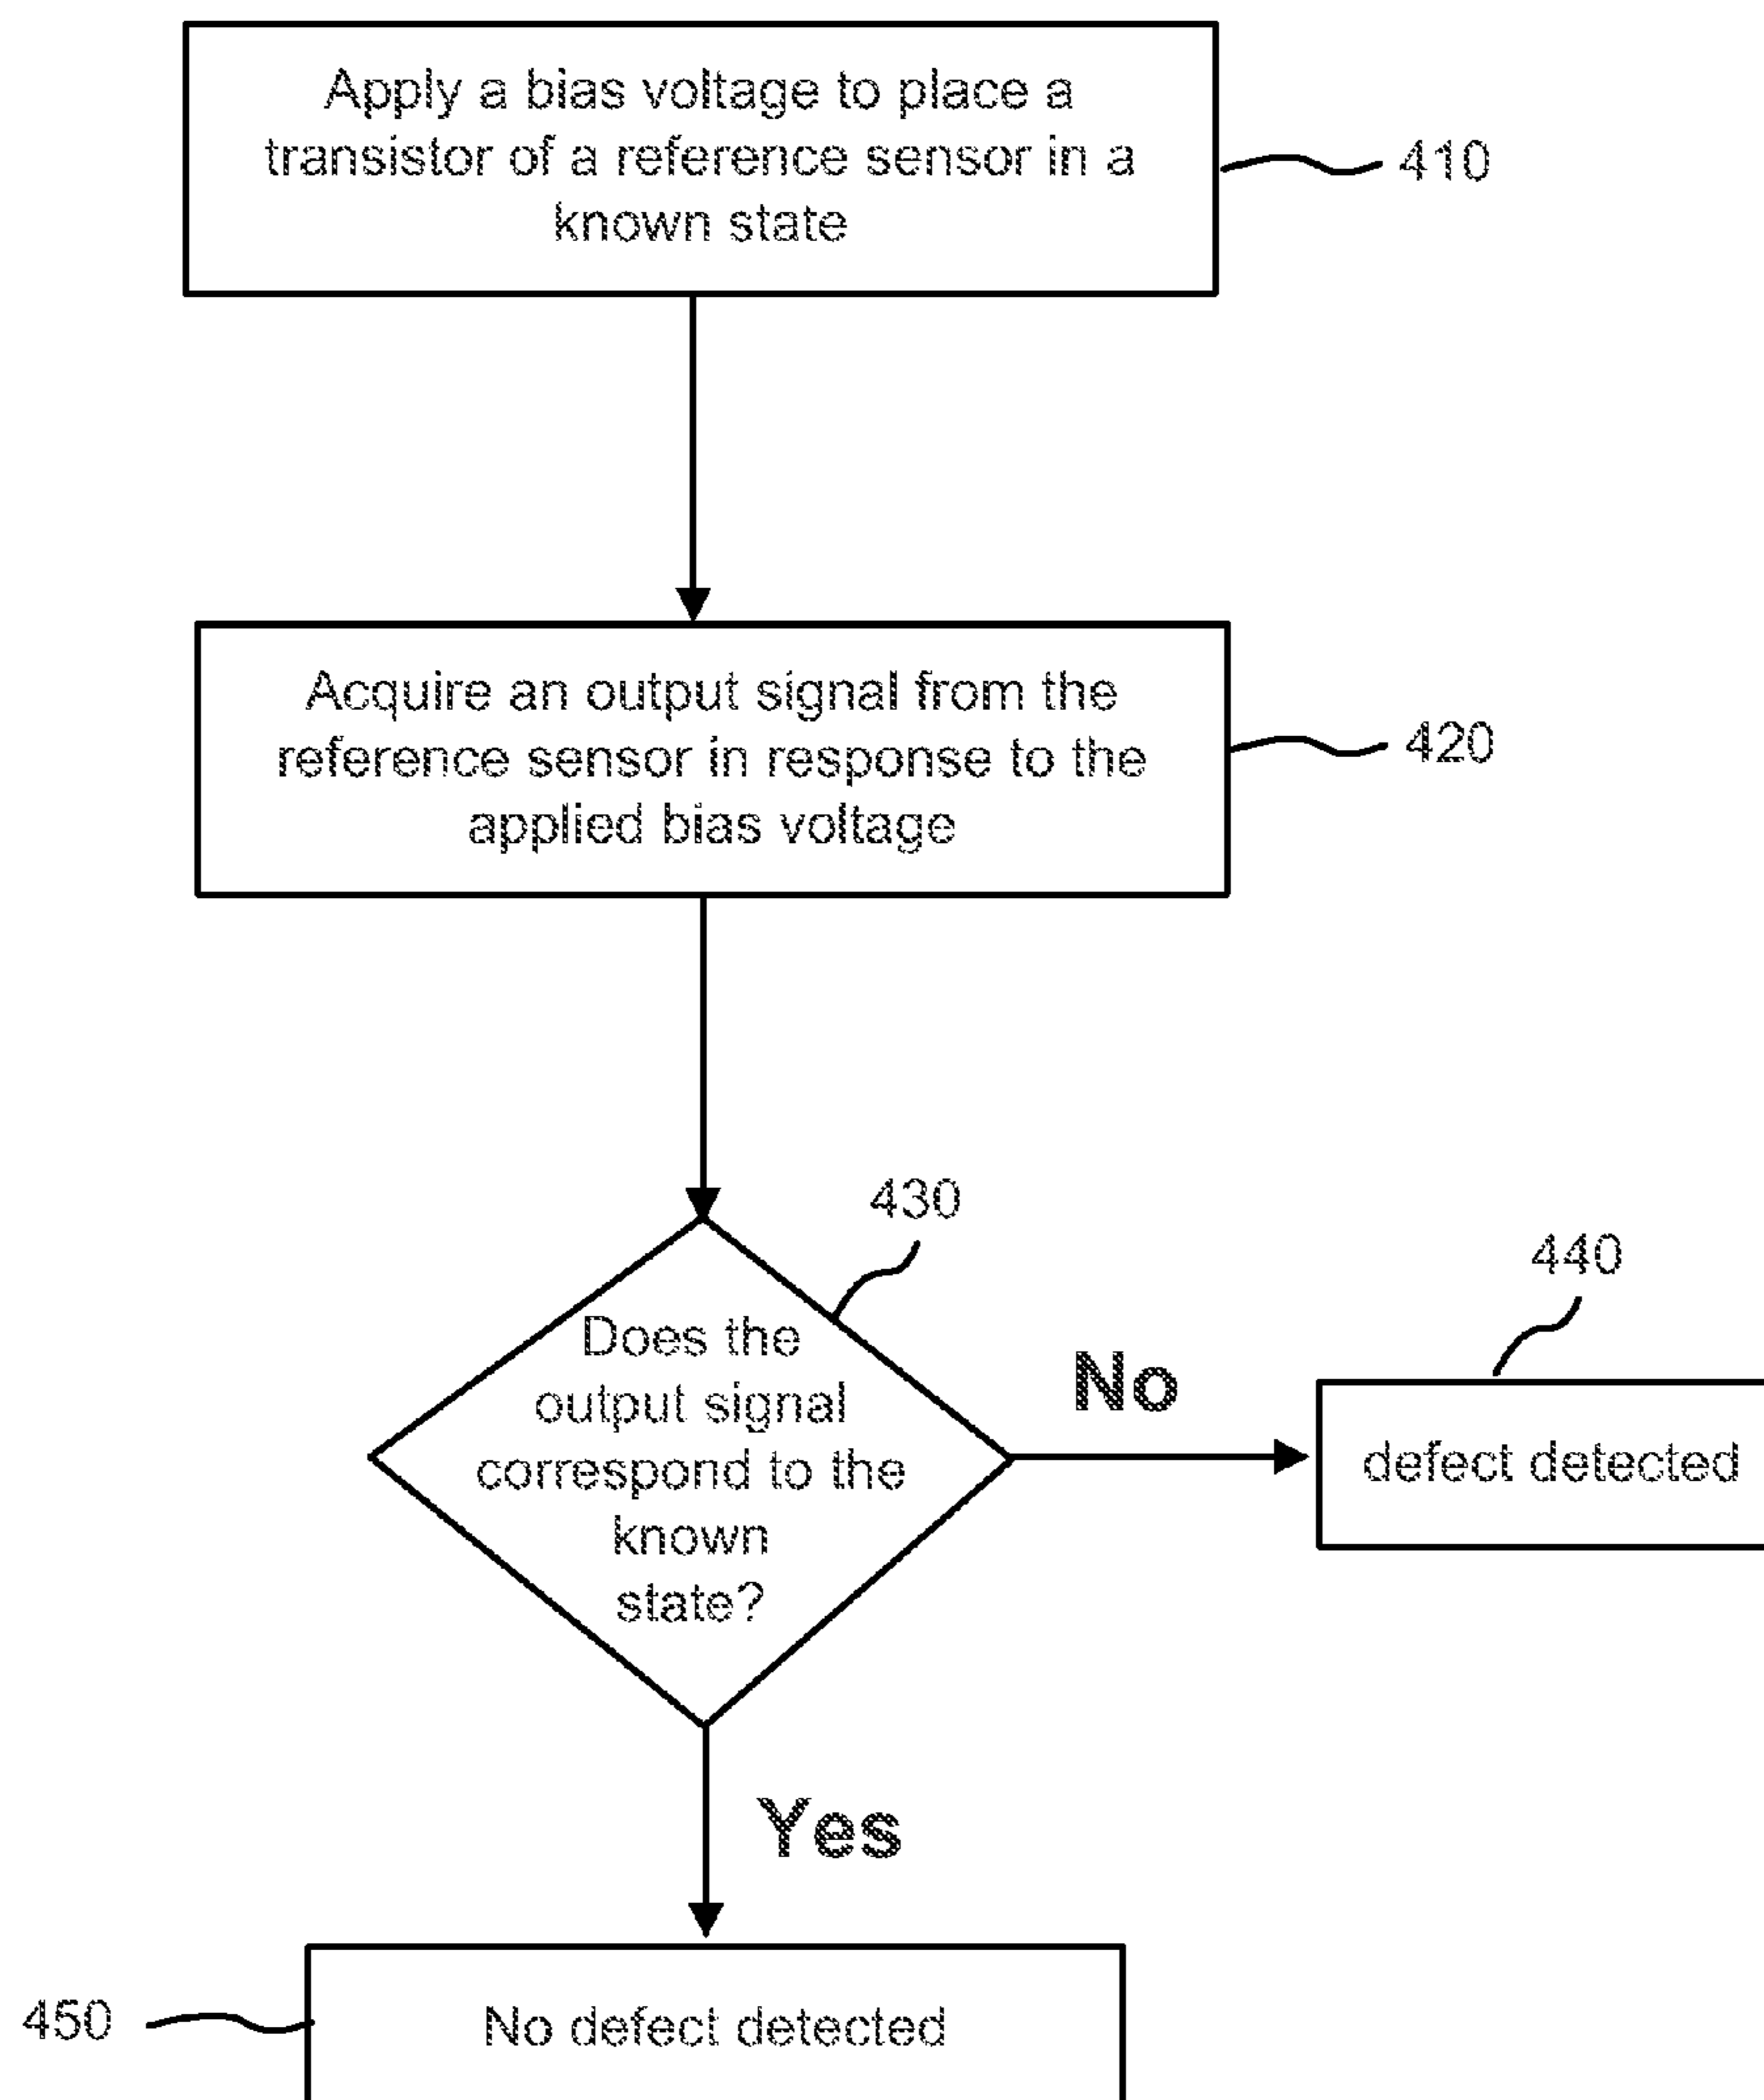 Apply a bias voltage to place a
transistor of a reference sensor in a
known state
410
Acquire an output signal from the
reference sensor in response to the
applied bias voltage
420
430
Does the
output signal
correspond to the
known
state?
No
440
defect detected
Yes
450
No defect detected